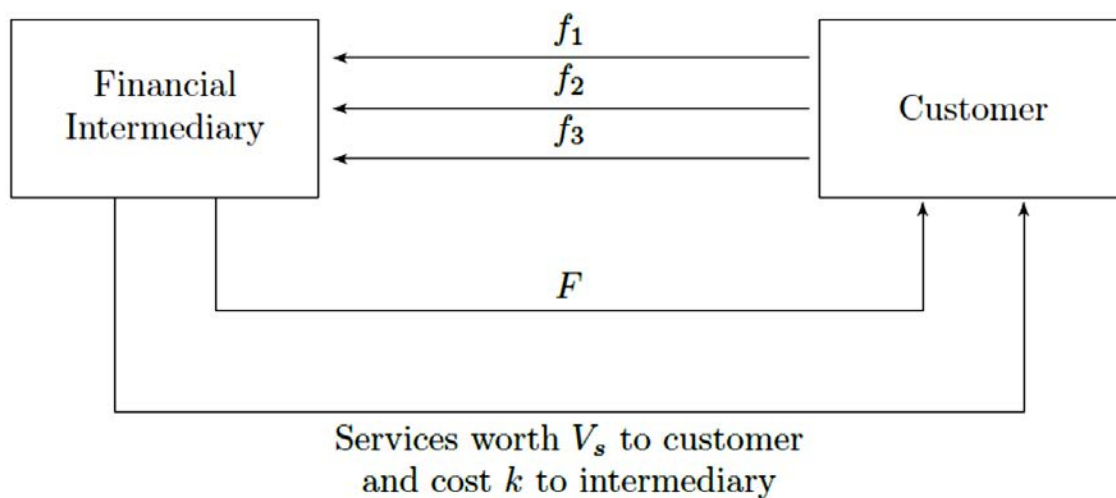 f₁
Financial
Intermediary
f₂
Customer
f₃
F
Services worth Vₛ to customer
and cost k to intermediary